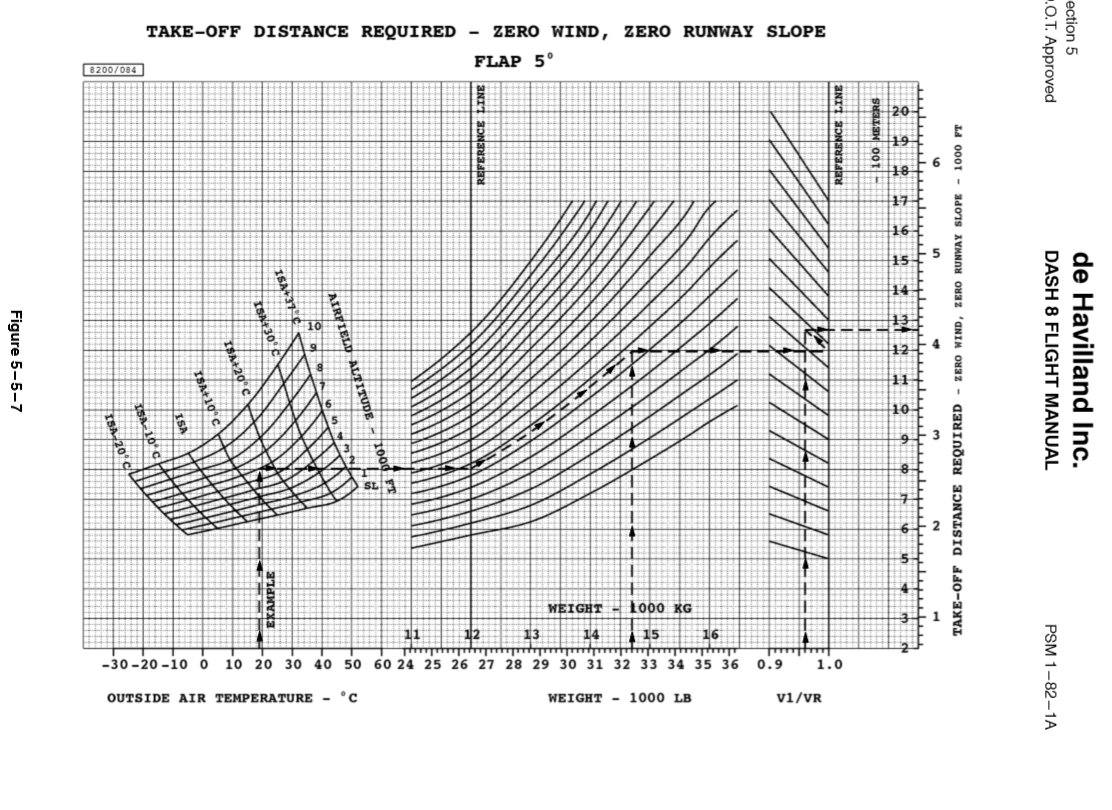 ection 5
.O.T. Approved
de Havilland Inc.
DASH 8 FLIGHT MANUAL
PSM 1-82-1A
TAKE-OFF DISTANCE REQUIRED - ZERO WIND, ZERO RUNWAY SLOPE
FLAP 5°
8200/084
REFERENCE LINE
REFERENCE LINE
-100 METERS
TAKE-OFF DISTANCE REQUIRED - ZERO WIND, ZERO RUNWAY SLOPE - 1000 FT
20
19
18
17
16
15
14
13
12
11
10
9
8
7
6
5
4
3
2
6
5
4
3
2
1
ISA+37°C
ISA+30°C
ISA+20°C
ISA+10°C
ISA
ISA-10°C
ISA-20°C
AIRFIELD ALTITUDE - 1000 FT
10
9
8
7
6
5
4
3
2
1
SL
EXAMPLE
WEIGHT - 1000 KG
11 12 13 14 15 16
-30 -20 -10 0 10 20 30 40 50 60 24 25 26 27 28 29 30 31 32 33 34 35 36 0.9 1.0
OUTSIDE AIR TEMPERATURE - °C WEIGHT - 1000 LB V1/VR
Figure 5-5-7